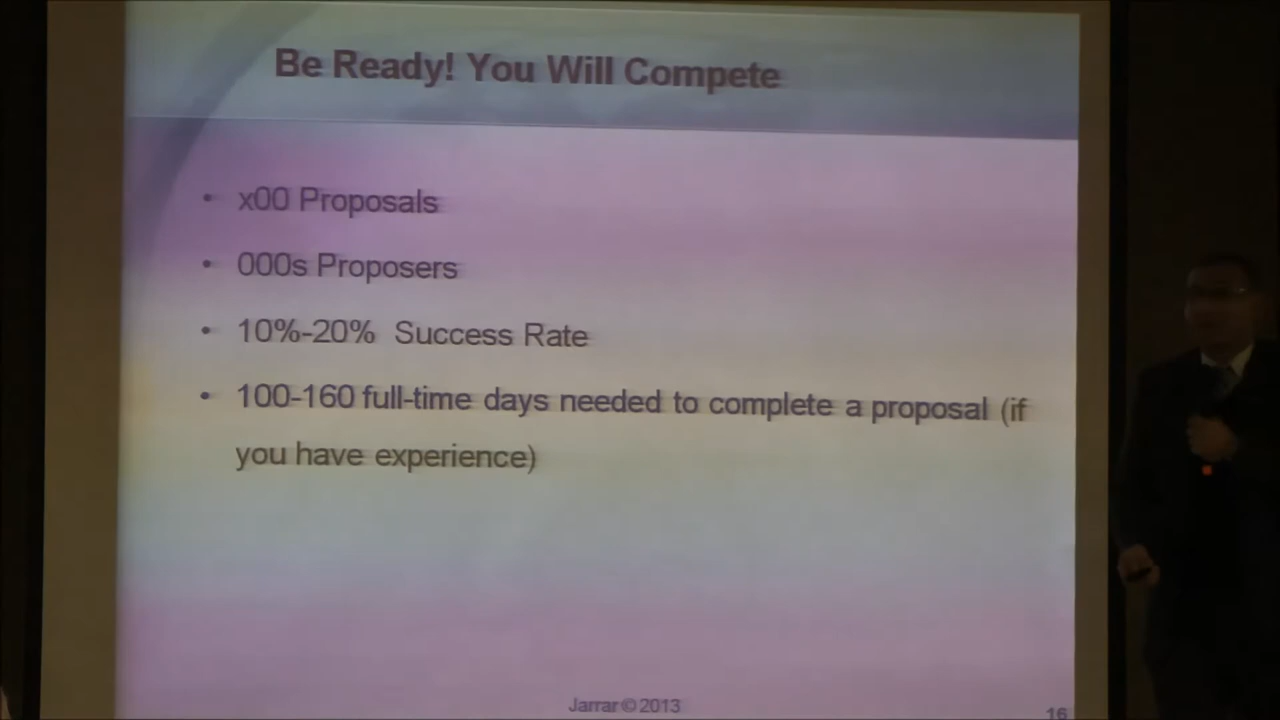 Be Ready! You Will Compete
• x00 Proposals
• 000s Proposers
• 10%-20% Success Rate
• 100-160 full-time days needed to complete a proposal (if
you have experience)
Jarrar © 2013
16